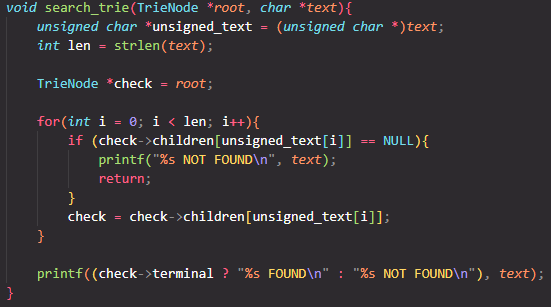 void search_trie(TrieNode *root, char *text){
    unsigned char *unsigned_text = (unsigned char *)text;
    int len = strlen(text);

    TrieNode *check = root;

    for(int i = 0; i < len; i++){
        if (check->children[unsigned_text[i]] == NULL){
            printf("%s NOT FOUND\n", text);
            return;
        }
        check = check->children[unsigned_text[i]];
    }

    printf((check->terminal ? "%s FOUND\n" : "%s NOT FOUND\n"), text);
}